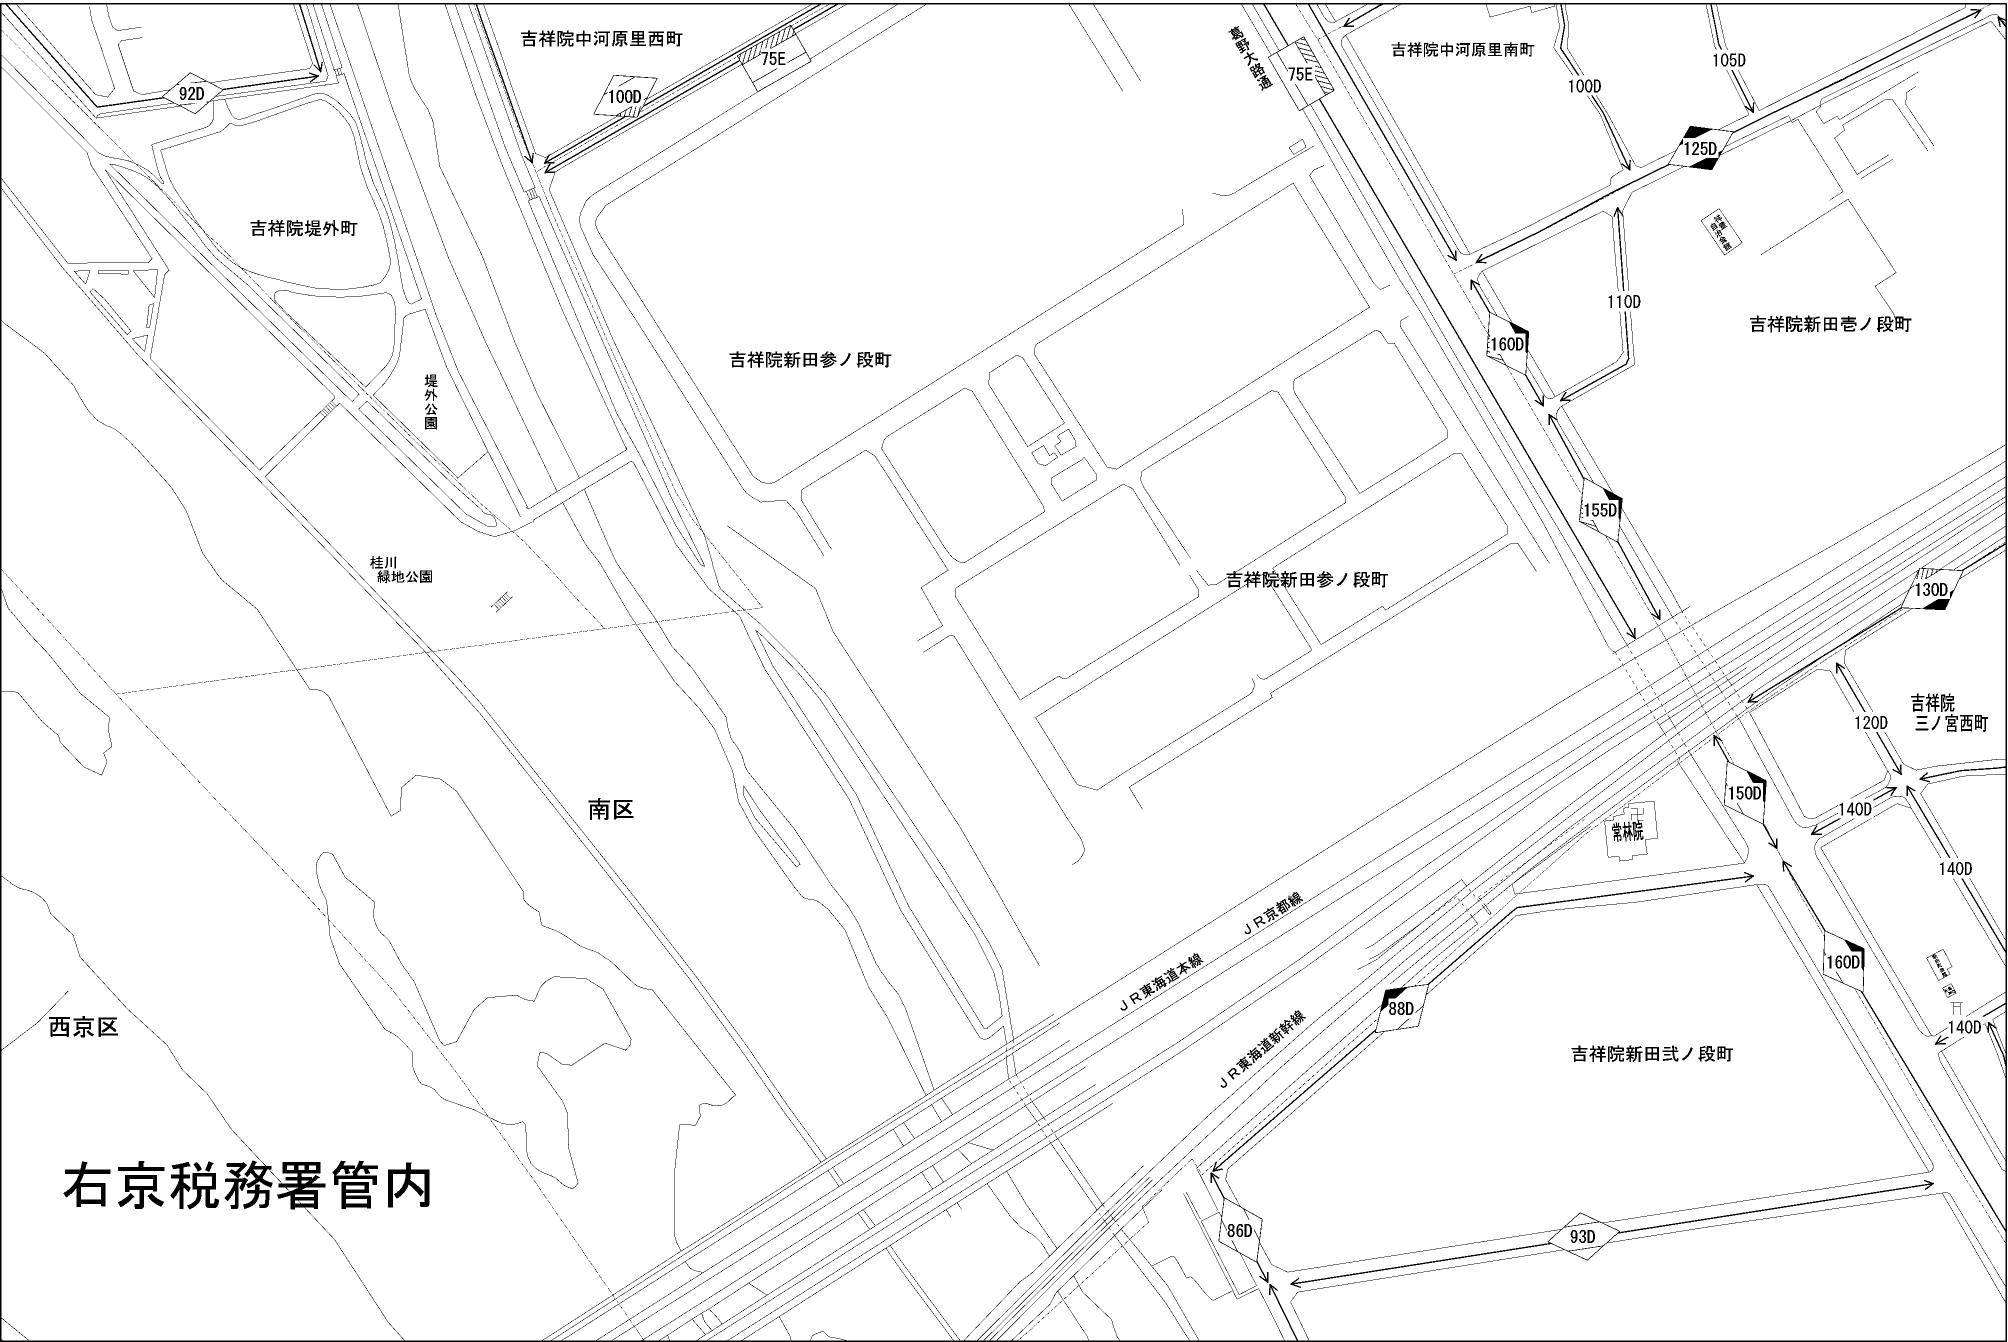 吉祥院中河原里西町
75E
100D
92D
葛野大路通
75E
吉祥院中河原里南町
100D
105D
125D
吉祥院堤外町
110D
吉祥院新田壱ノ段町
160D
吉祥院新田参ノ段町
堤外公園
155D
桂川
緑地公園
吉祥院新田参ノ段町
130D
吉祥院
三ノ宮西町
120D
150D
140D
南区
常林院
140D
JR京都線
JR東海道本線
JR東海道新幹線
160D
88D
西京区
140D
吉祥院新田弐ノ段町
右京税務署管内
86D
93D